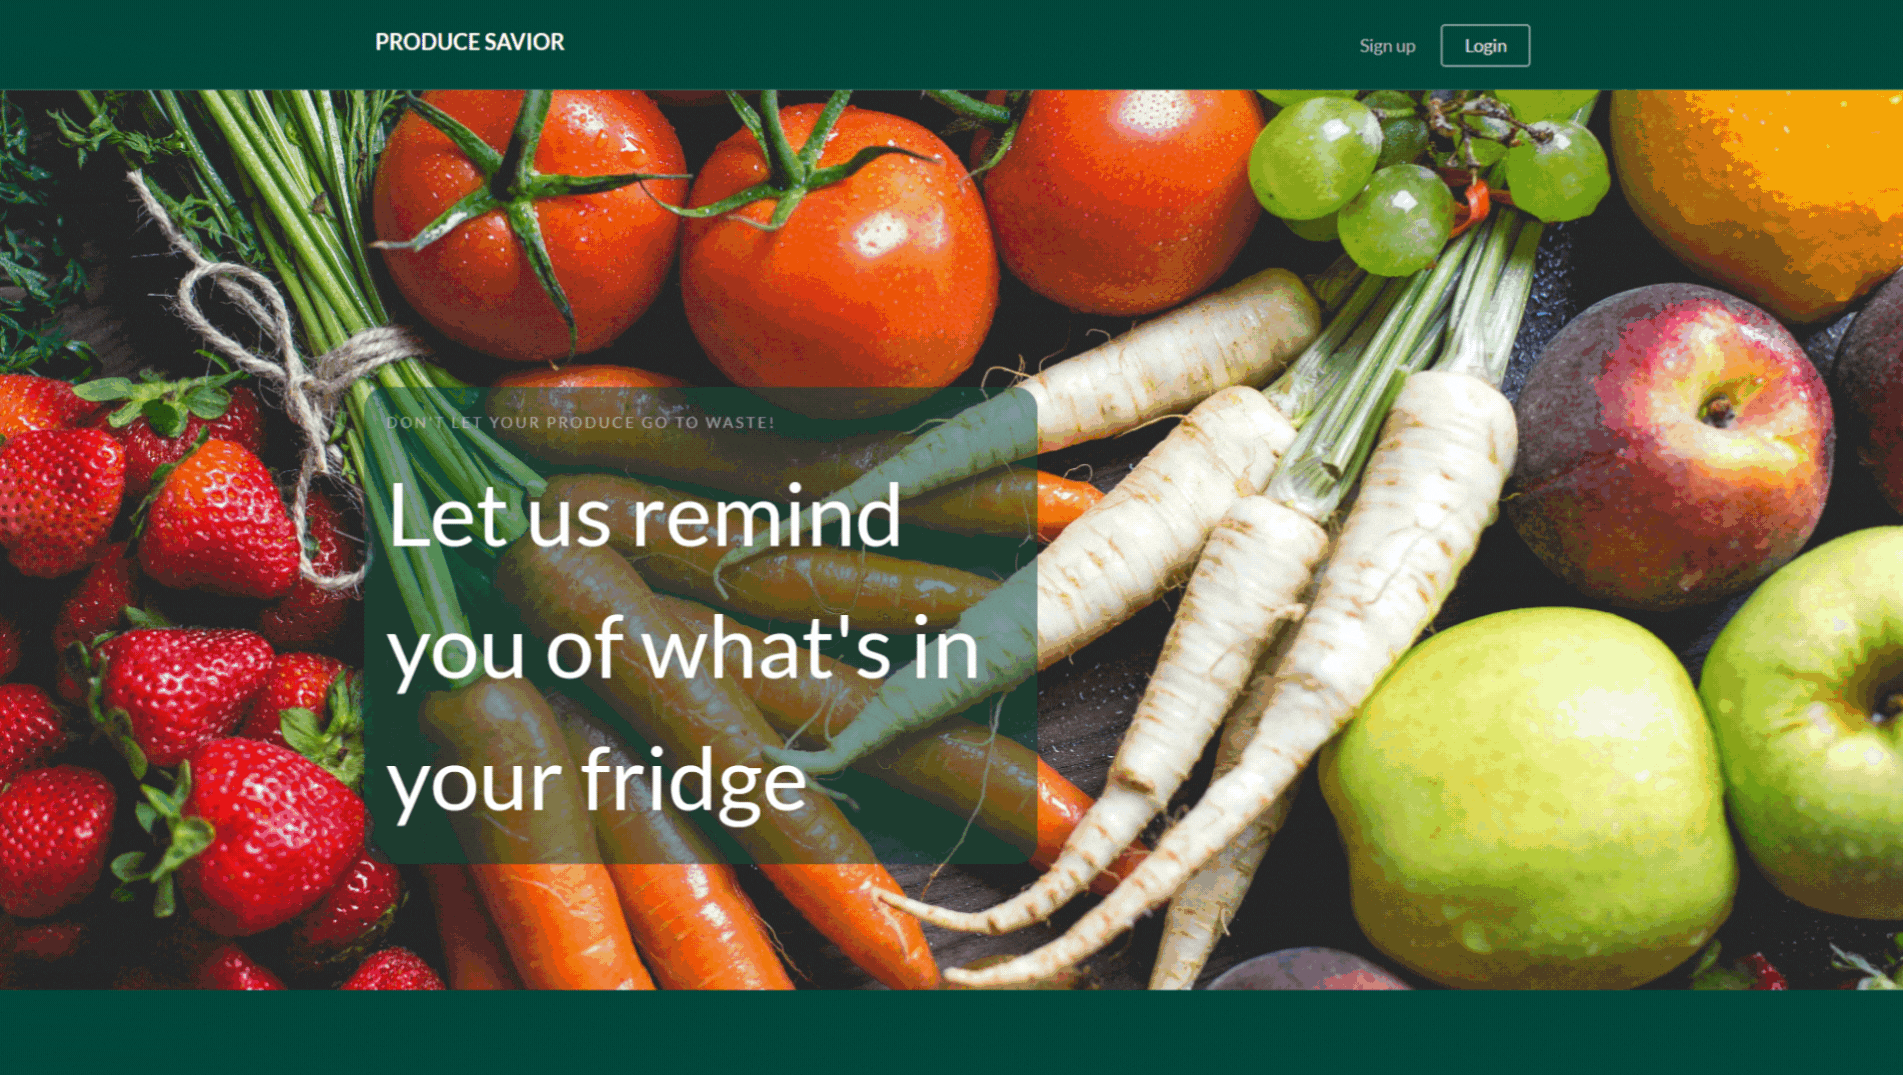 PRODUCE SAVIOR
Sign up
Login
DON'T LET YOUR PRODUCE GO TO WASTE!
Let us remind
you of what's in
your fridge